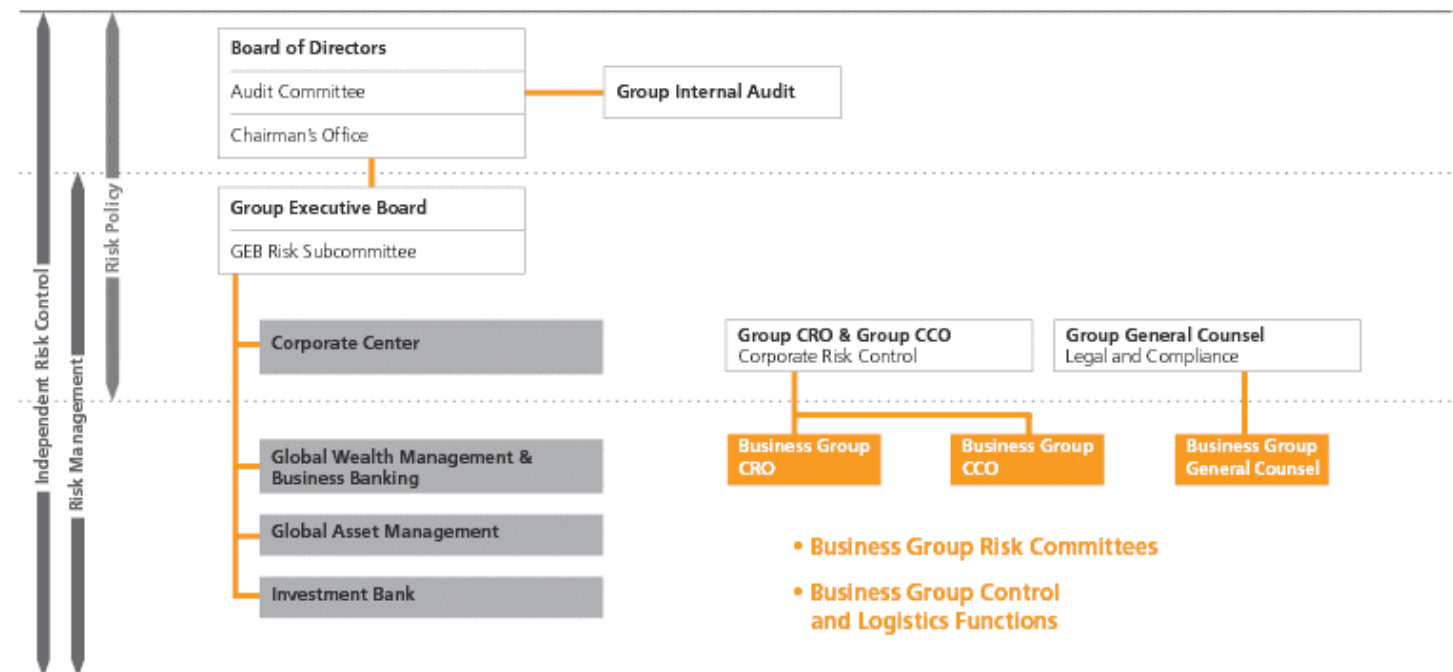 Board of Directors
Audit Committee
Chairman's Office
Group Internal Audit
Independent Risk Control
Risk Management
Risk Policy
Group Executive Board
GEB Risk Subcommittee
Corporate Center
Group CRO & Group CCO
Corporate Risk Control
Group General Counsel
Legal and Compliance
Global Wealth Management &
Business Banking
Business Group
CRO
Business Group
CCO
Business Group
General Counsel
Global Asset Management
Investment Bank
• Business Group Risk Committees
• Business Group Control
and Logistics Functions